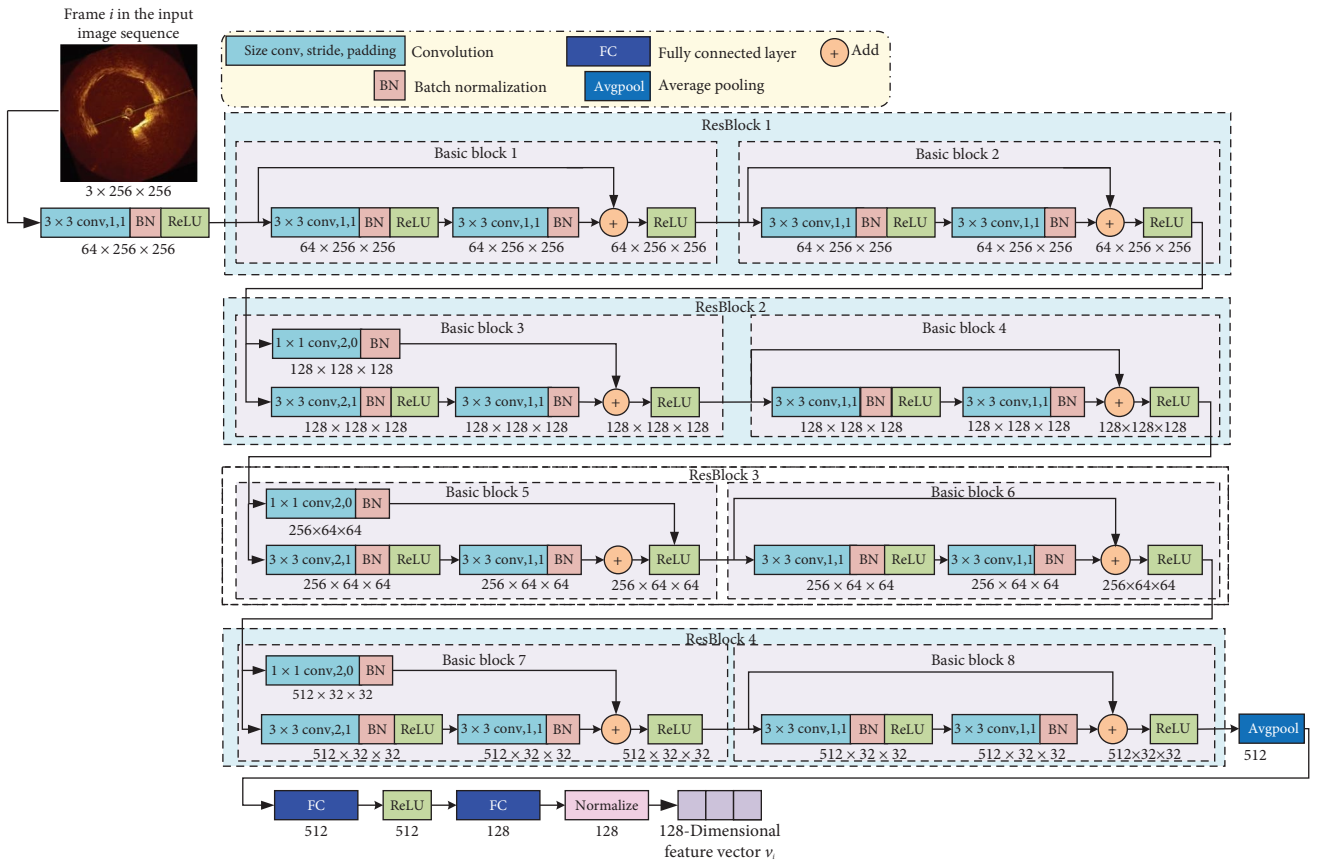 Frame i in the input
image sequence
Size conv, stride, padding
Convolution
FC
Fully connected layer
+
Add
BN
Batch normalization
Avgpool
Average pooling
3 × 256 × 256
3 × 3 conv,1,1
BN
ReLU
64 × 256 × 256
ResBlock 1
Basic block 1
3 × 3 conv,1,1
BN
ReLU
3 × 3 conv,1,1
BN
+
ReLU
64 × 256 × 256
64 × 256 × 256
64 × 256 × 256
Basic block 2
3 × 3 conv,1,1
BN
ReLU
3 × 3 conv,1,1
BN
+
ReLU
64 × 256 × 256
64 × 256 × 256
64 × 256 × 256
ResBlock 2
Basic block 3
1 × 1 conv,2,0
BN
128 × 128 × 128
3 × 3 conv,2,1
BN
ReLU
3 × 3 conv,1,1
BN
+
ReLU
128 × 128 × 128
128 × 128 × 128
128 × 128 × 128
Basic block 4
3 × 3 conv,1,1
BN
ReLU
3 × 3 conv,1,1
BN
+
ReLU
128 × 128 × 128
128 × 128 × 128
128×128×128
ResBlock 3
Basic block 5
1 × 1 conv,2,0
BN
256×64×64
3 × 3 conv,2,1
BN
ReLU
3 × 3 conv,1,1
BN
+
ReLU
256 × 64 × 64
256 × 64 × 64
256 × 64 × 64
Basic block 6
3 × 3 conv,1,1
BN
ReLU
3 × 3 conv,1,1
BN
+
ReLU
256 × 64 × 64
256 × 64 × 64
256×64×64
ResBlock 4
Basic block 7
1 × 1 conv,2,0
BN
512 × 32 × 32
3 × 3 conv,2,1
BN
ReLU
3 × 3 conv,1,1
BN
+
ReLU
512 × 32 × 32
512 × 32 × 32
512 × 32 × 32
Basic block 8
3 × 3 conv,1,1
BN
ReLU
3 × 3 conv,1,1
BN
+
ReLU
512 × 32 × 32
512 × 32 × 32
512×32×32
Avgpool
512
FC
512
ReLU
512
FC
128
Normalize
128
128-Dimensional
feature vector vᵢ